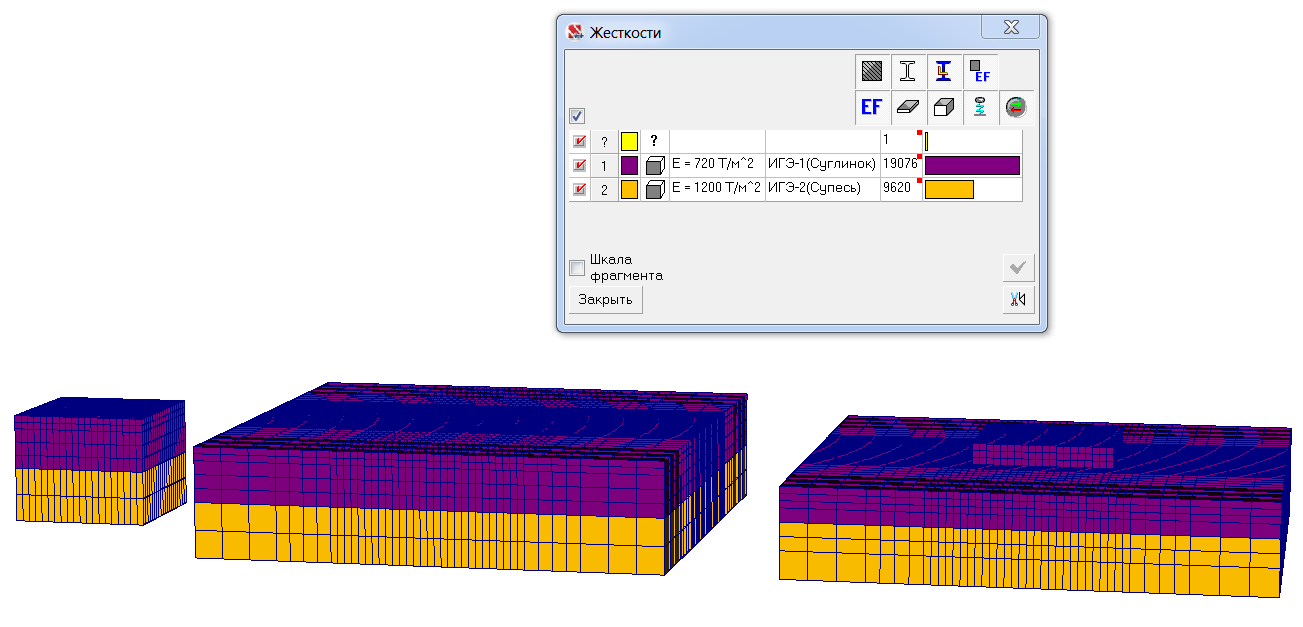 Жесткости
EF
EF
? ? 1
1 E = 720 Т/м^2 ИГЭ-1(Суглинок) 19076
2 E = 1200 Т/м^2 ИГЭ-2(Супесь) 9620
Шкала
фрагмента
Закрыть